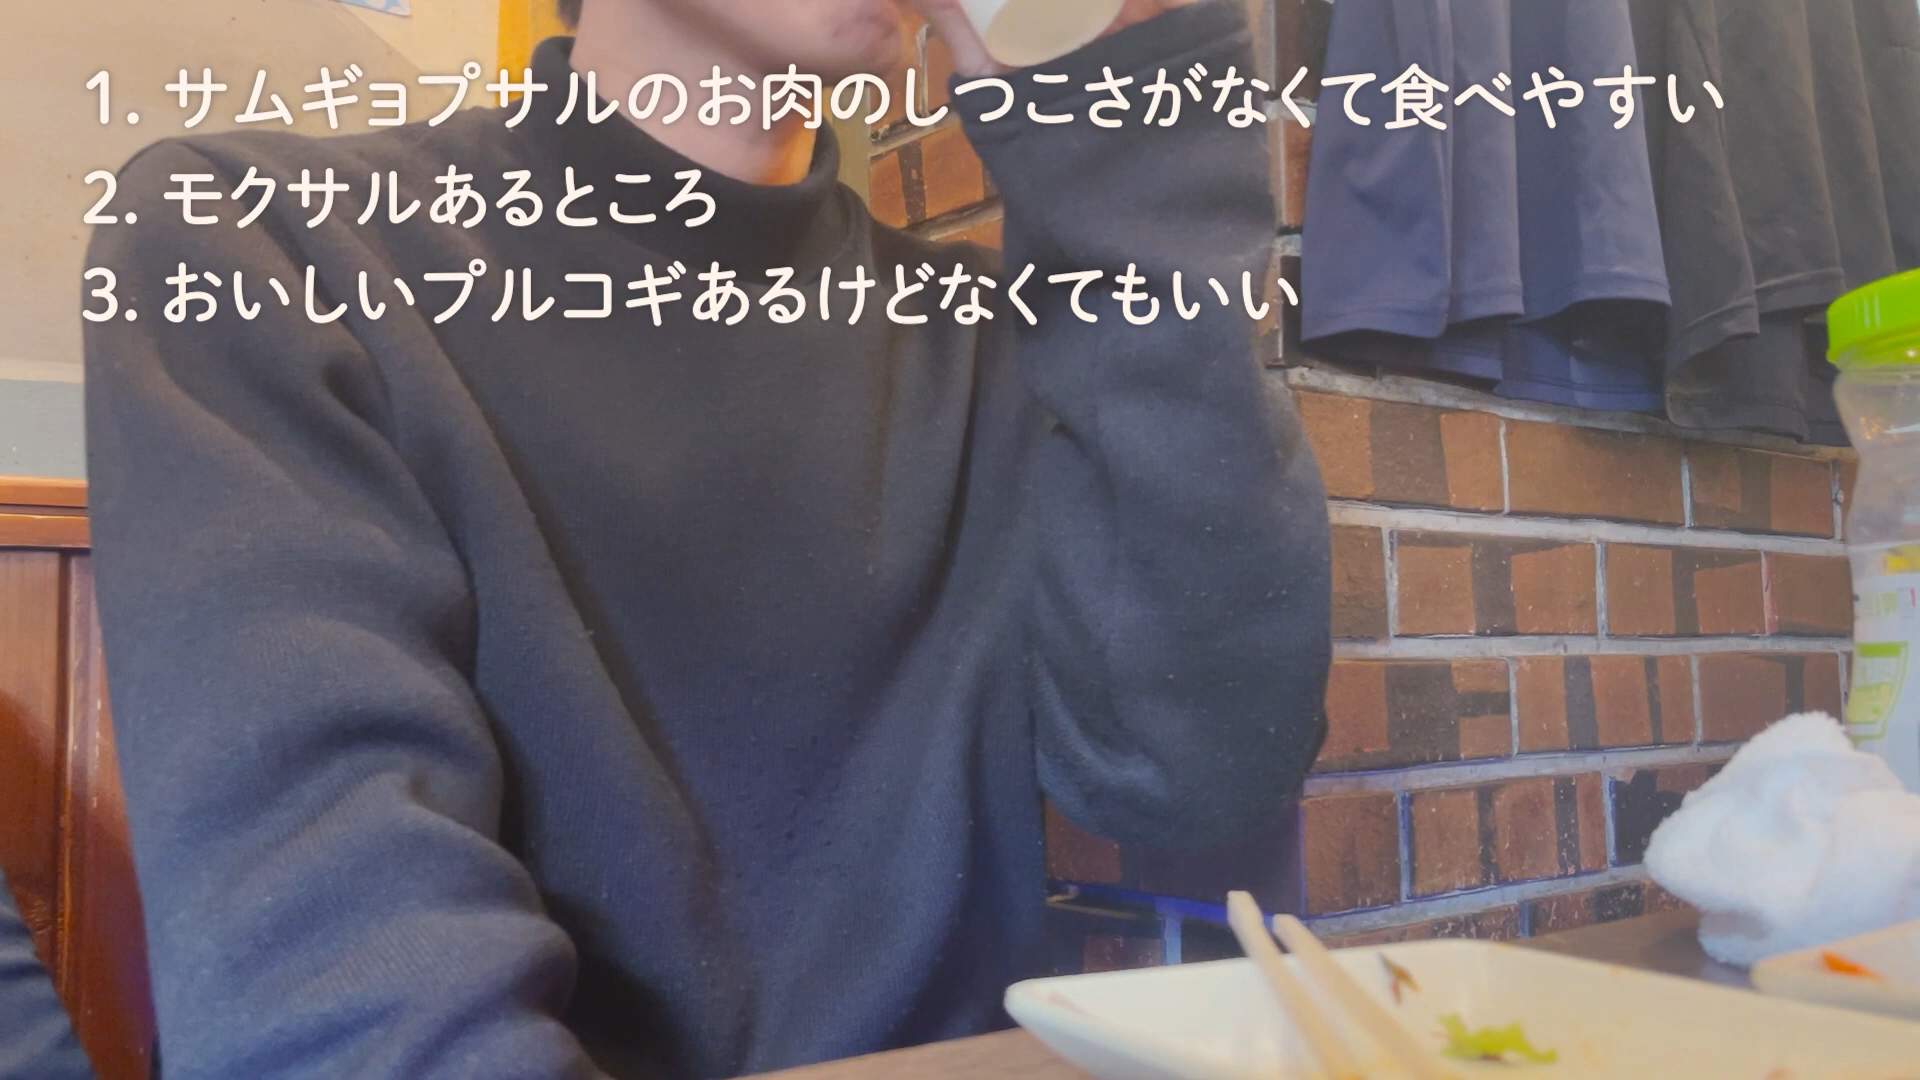 1. サムギョプサルのお肉のしつこさがなくて食べやすい
2. モクサルあるところ
3. おいしいプルコギあるけどなくてもいい